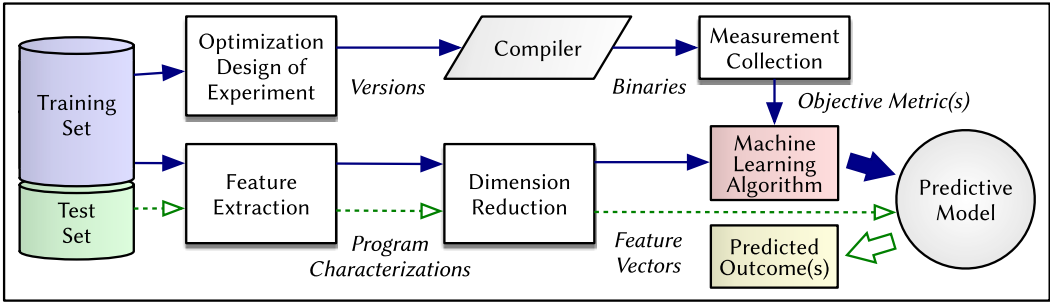 Training
Set
Test
Set
Optimization
Design of
Experiment
Versions
Compiler
Binaries
Measurement
Collection
Objective Metric(s)
Feature
Extraction
Program
Characterizations
Dimension
Reduction
Feature
Vectors
Machine
Learning
Algorithm
Predictive
Model
Predicted
Outcome(s)